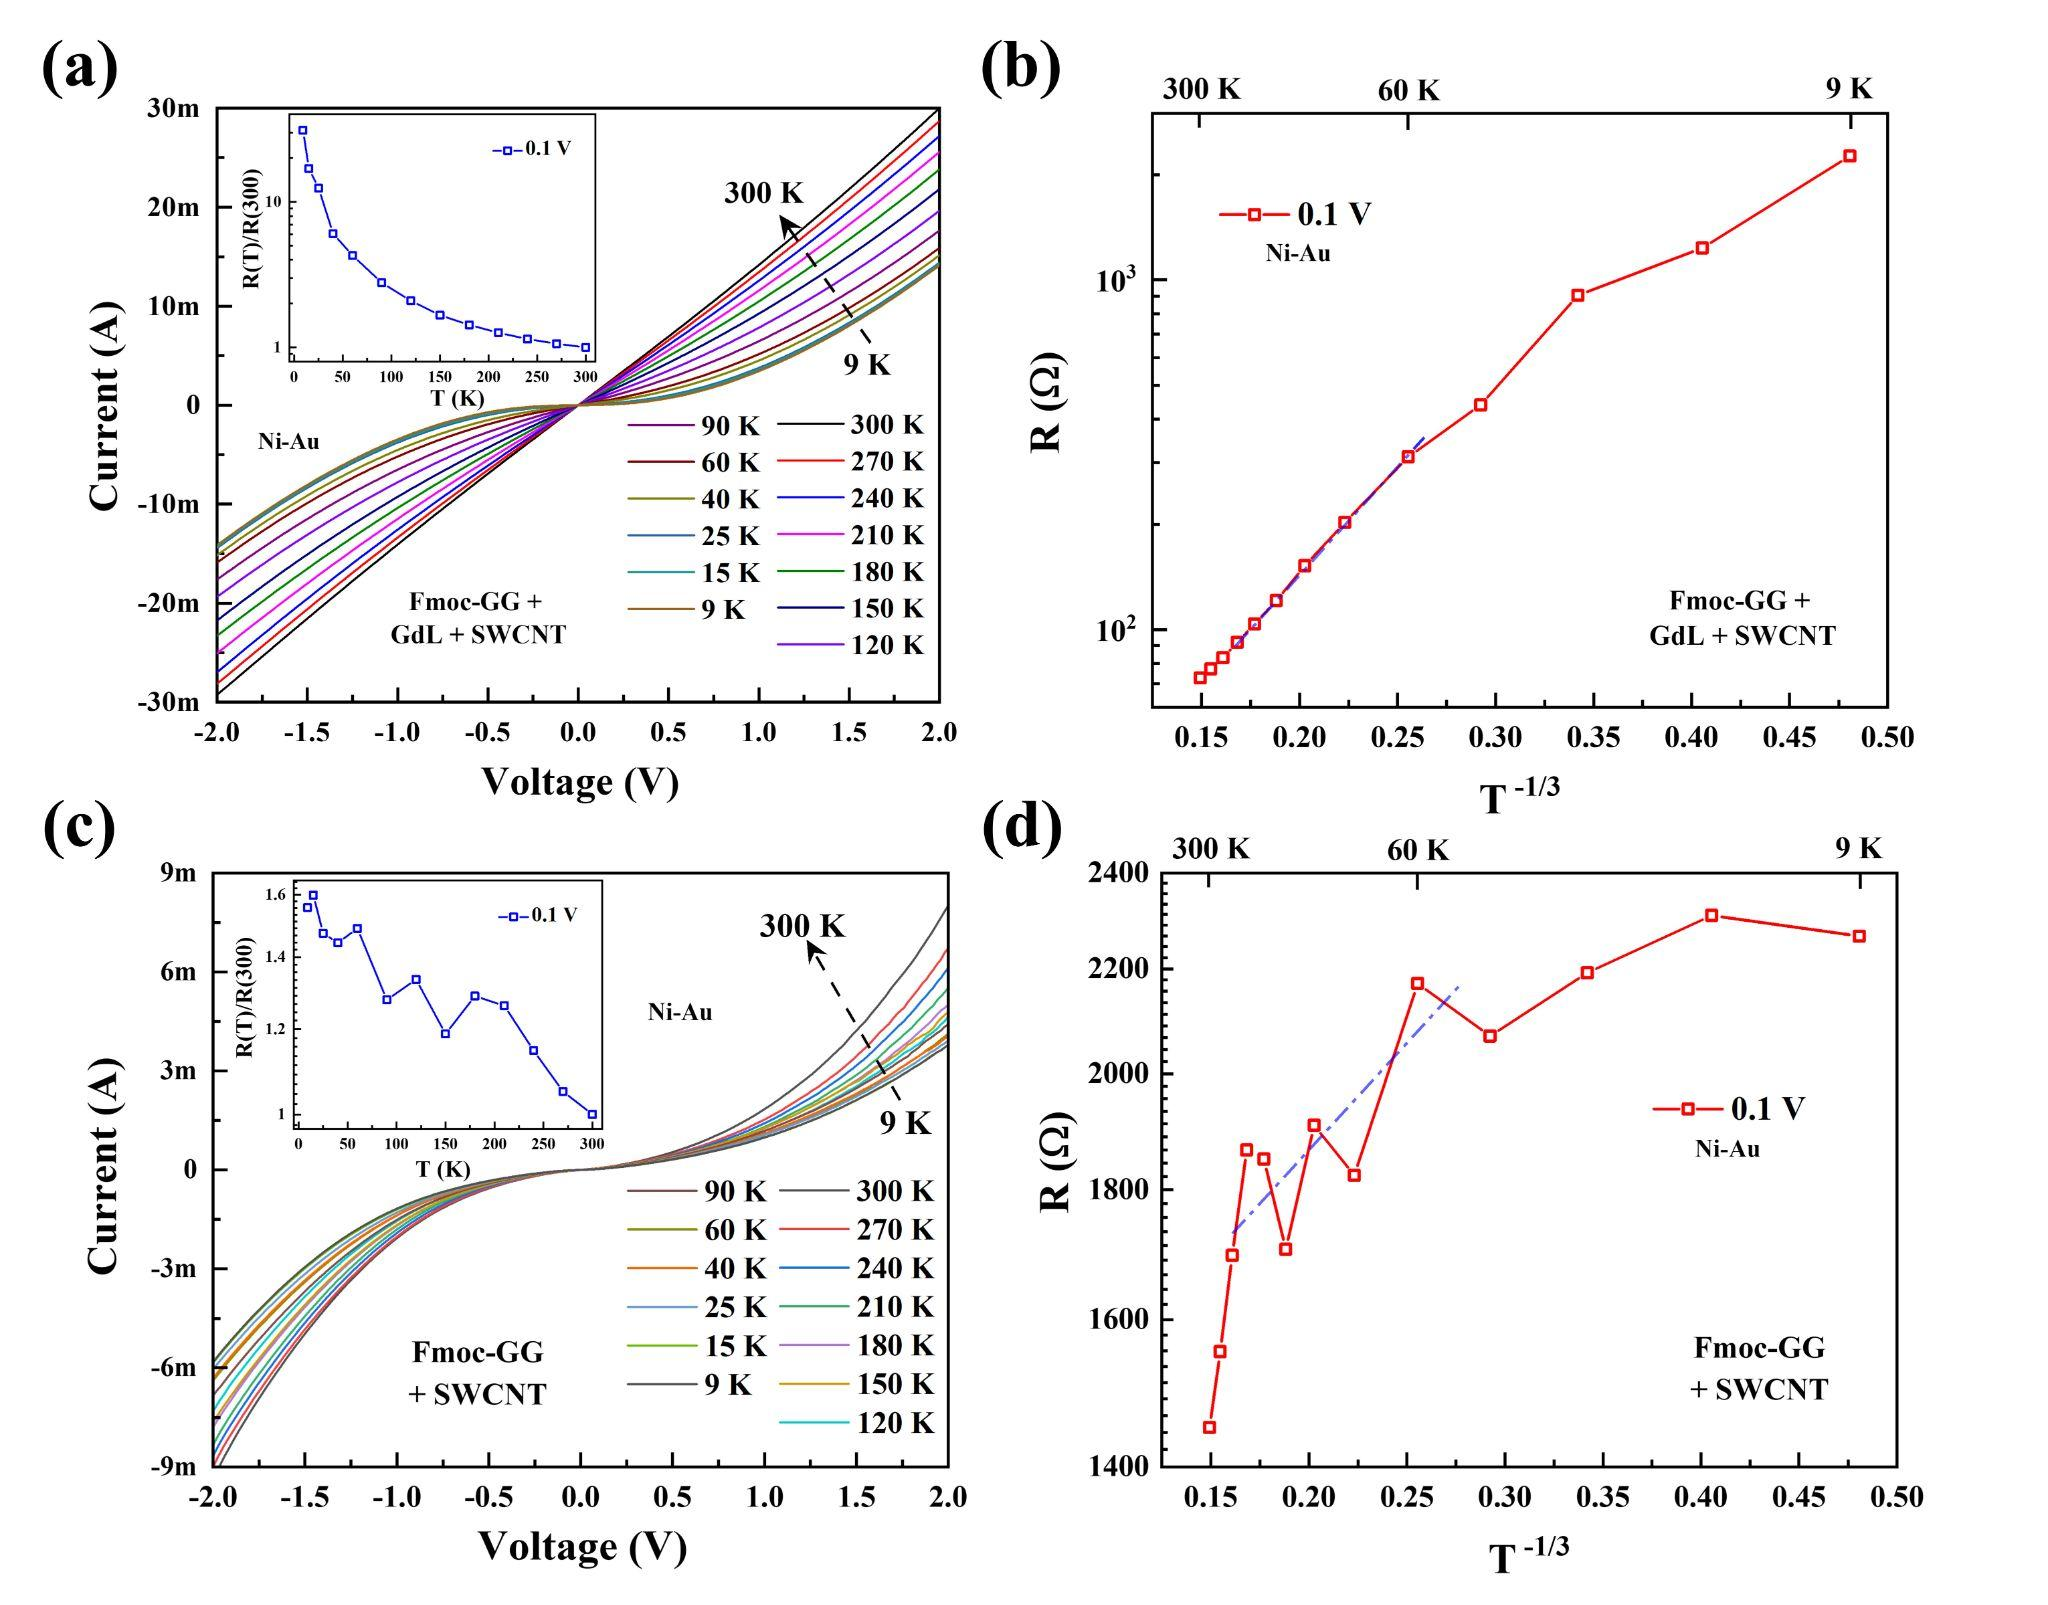 (a)
30m
20m
10m
0
-10m
-20m
-30m
Current (A)
-2.0 -1.5 -1.0 -0.5 0.0 0.5 1.0 1.5 2.0
Voltage (V)
R(T)/R(300)
10
1
0 50 100 150 200 250 300
T (K)
0.1 V
300 K
9 K
Ni-Au
Fmoc-GG +
GdL + SWCNT
90 K 300 K
60 K 270 K
40 K 240 K
25 K 210 K
15 K 180 K
9 K 150 K
120 K
(b)
300 K 60 K 9 K
0.1 V
Ni-Au
10³
10²
R (Ω)
Fmoc-GG +
GdL + SWCNT
0.15 0.20 0.25 0.30 0.35 0.40 0.45 0.50
T -1/3
(c)
9m
6m
3m
0
-3m
-6m
-9m
Current (A)
-2.0 -1.5 -1.0 -0.5 0.0 0.5 1.0 1.5 2.0
Voltage (V)
R(T)/R(300)
1.6
1.4
1.2
1
0 50 100 150 200 250 300
T (K)
0.1 V
300 K
9 K
Ni-Au
Fmoc-GG
+ SWCNT
90 K 300 K
60 K 270 K
40 K 240 K
25 K 210 K
15 K 180 K
9 K 150 K
120 K
(d)
300 K 60 K 9 K
2400
2200
2000
1800
1600
1400
R (Ω)
0.1 V
Ni-Au
Fmoc-GG
+ SWCNT
0.15 0.20 0.25 0.30 0.35 0.40 0.45 0.50
T -1/3